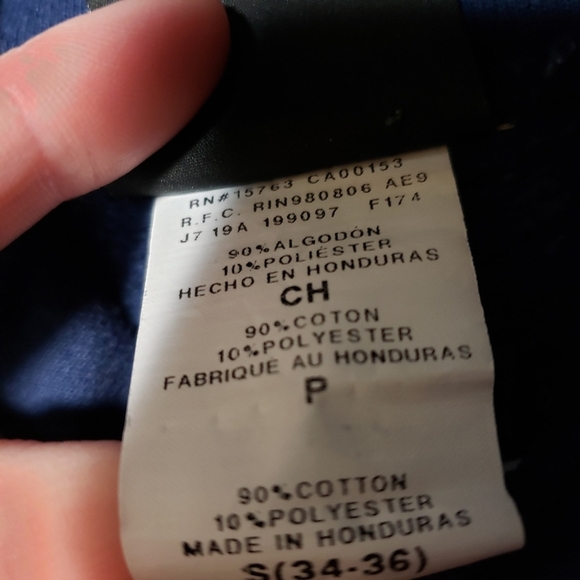 RN#15763 CA00153
R.F.C. RIN980806 AE9
J7 19A 199097 F174
90%ALGODÓN
10%POLIÉSTER
HECHO EN HONDURAS
CH
90%COTON
10%POLYESTER
FABRIQUÉ AU HONDURAS
P
90%COTTON
10%POLYESTER
MADE IN HONDURAS
S(34-36)